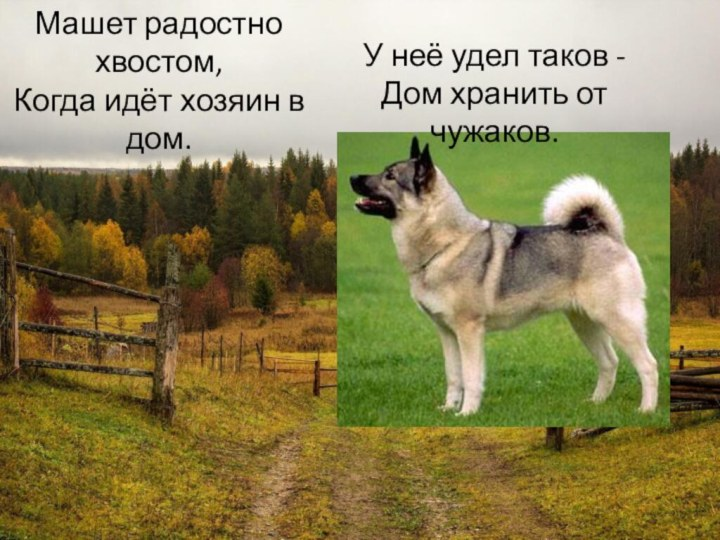 Машет радостно
хвостом,
Когда идёт хозяин в
дом.
У неё удел таков -
Дом хранить от
чужаков.